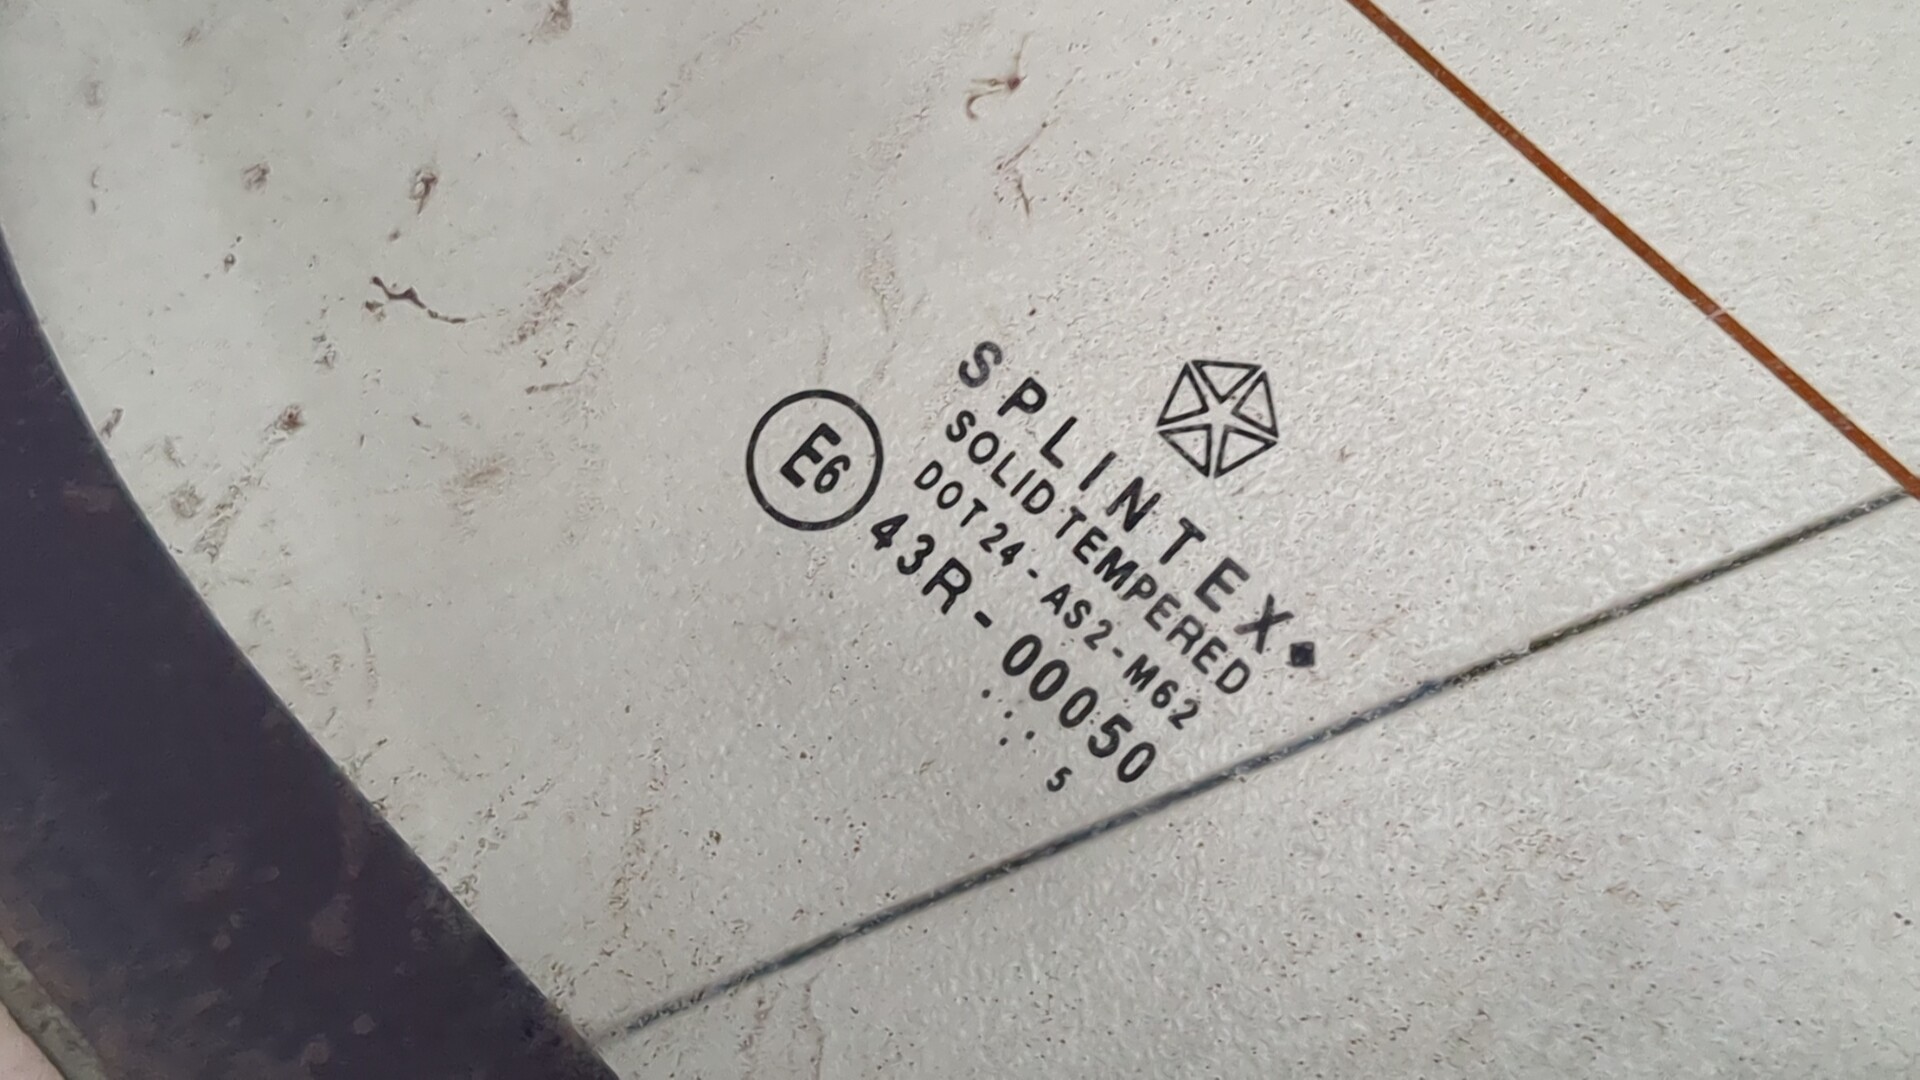 SPLINTEX
SOLID TEMPERED
DOT 24 - AS2 - M62
E6 43R - 00050
5